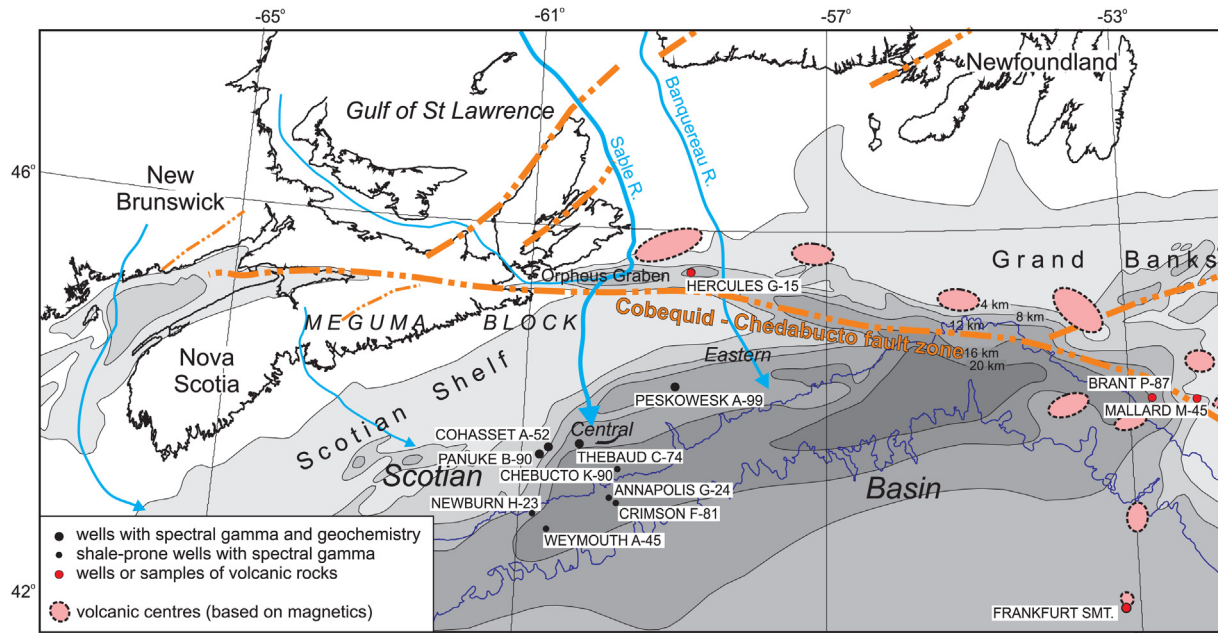 -65°
-61°
-57°
-53°
46°
42°
Newfoundland
Gulf of St Lawrence
Sable R.
Banquereau R.
New
Brunswick
Orpheus Graben
HERCULES G-15
Grand Banks
4 km
8 km
12 km
16 km
20 km
MEGUMA BLOCK
Cobequid - Chedabucto fault zone
Nova
Scotia
Scotian Shelf
Eastern
PESKOWESK A-99
BRANT P-87
MALLARD M-45
Central
COHASSET A-52
PANUKE B-90
THEBAUD C-74
CHEBUCTO K-90
Scotian
Basin
ANNAPOLIS G-24
NEWBURN H-23
CRIMSON F-81
WEYMOUTH A-45
FRANKFURT SMT.
wells with spectral gamma and geochemistry
shale-prone wells with spectral gamma
wells or samples of volcanic rocks
volcanic centres (based on magnetics)